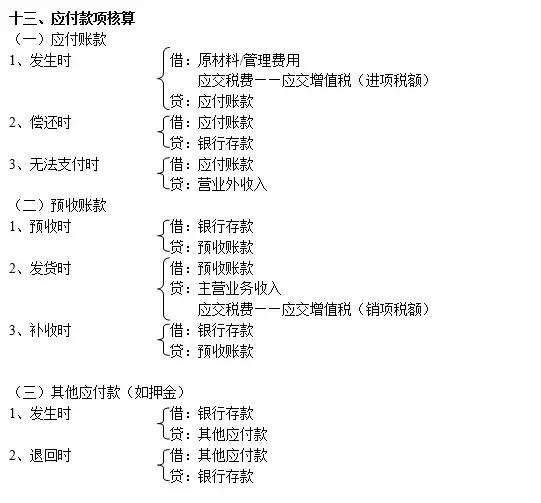 十三、应付款项核算
（一）应付账款
1、发生时 借：原材料/管理费用
应交税费——应交增值税（进项税额）
贷：应付账款
2、偿还时 借：应付账款
贷：银行存款
3、无法支付时 借：应付账款
贷：营业外收入
（二）预收账款
1、预收时 借：银行存款
贷：预收账款
2、发货时 借：预收账款
贷：主营业务收入
应交税费——应交增值税（销项税额）
3、补收时 借：银行存款
贷：预收账款
（三）其他应付款（如押金）
1、发生时 借：银行存款
贷：其他应付款
2、退回时 借：其他应付款
贷：银行存款